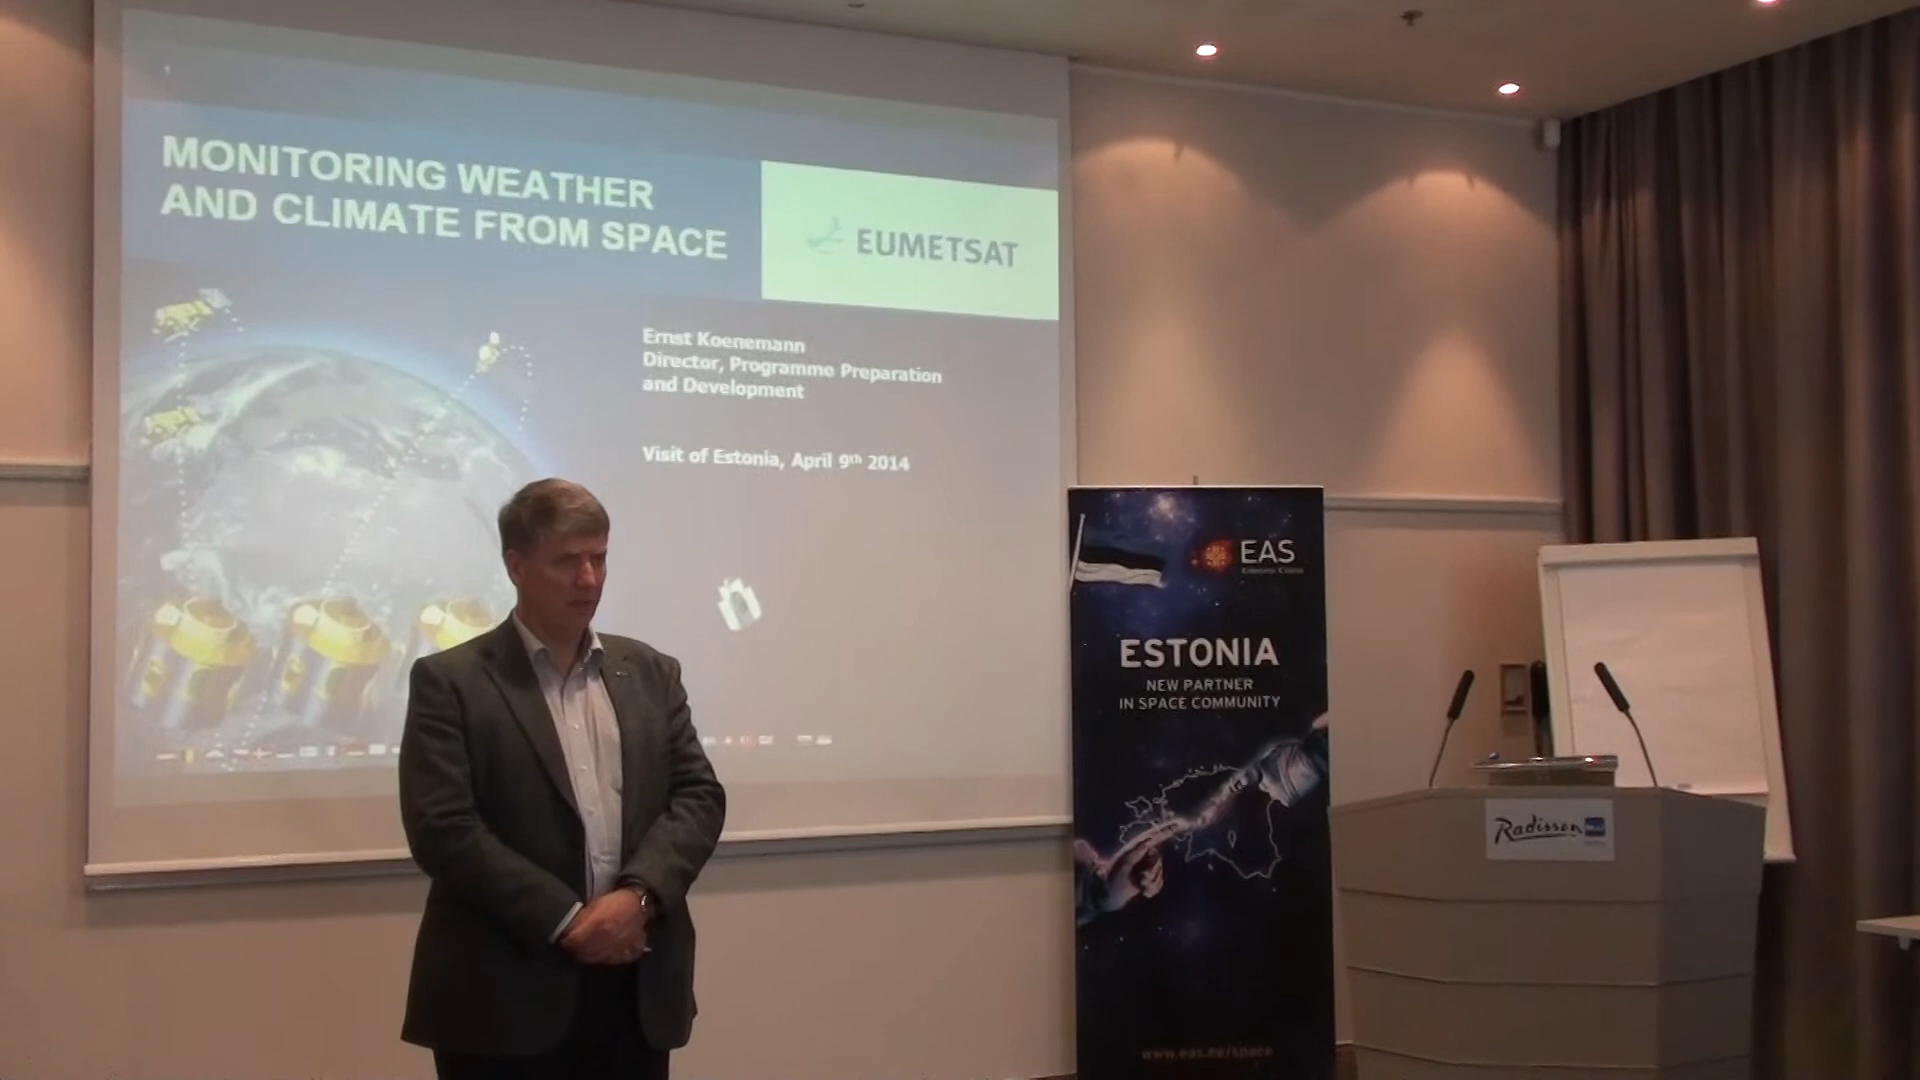 MONITORING WEATHER
AND CLIMATE FROM SPACE
EUMETSAT
Ernst Koenemann
Director, Programme Preparation
and Development
Visit of Estonia, April 9th 2014
EAS
ESTONIA
NEW PARTNER
IN SPACE COMMUNITY
www.eas.ee/space
Radisson